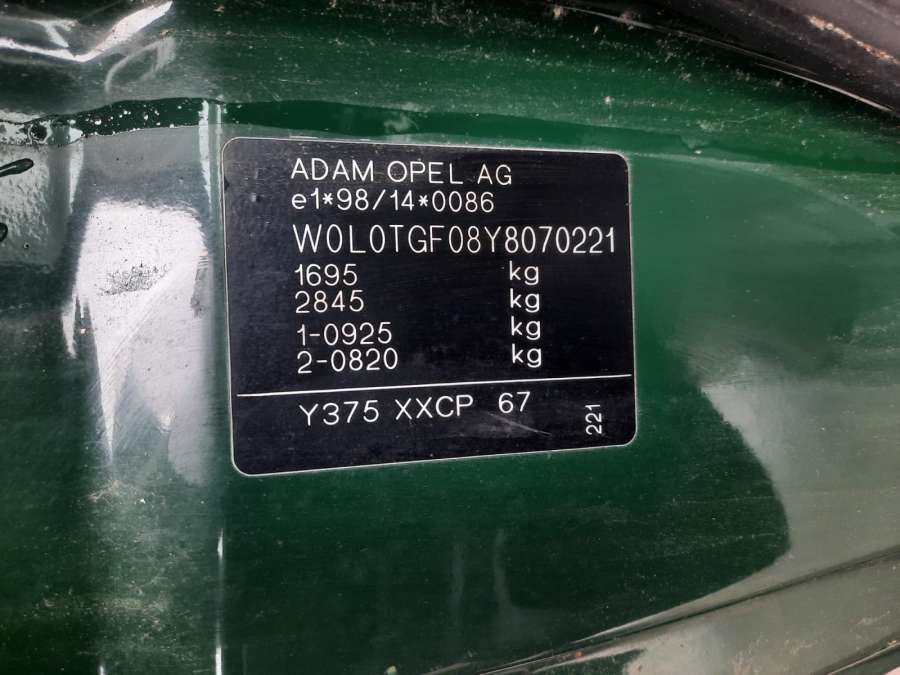 ADAM OPEL AG
e1*98/14*0086
W0L0TGF08Y8070221
1695 kg
2845 kg
1-0925 kg
2-0820 kg
Y375 XXCP 67
221